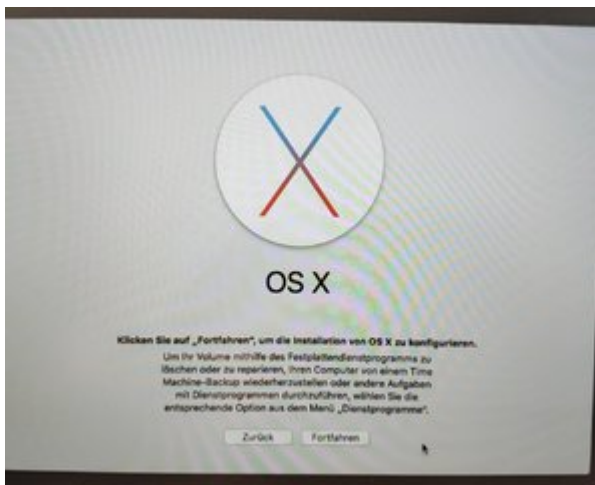 OS X
Klicken Sie auf „Fortfahren“, um die Installation von OS X zu konfigurieren.
Um Ihr Volume mithilfe des Festplattendienstprogramms zu
löschen oder zu reparieren, Ihren Computer von einem Time
Machine-Backup wiederherzustellen oder andere Aufgaben
mit Dienstprogrammen durchzuführen, wählen Sie die
entsprechende Option aus dem Menü „Dienstprogramme“.
Zurück Fortfahren